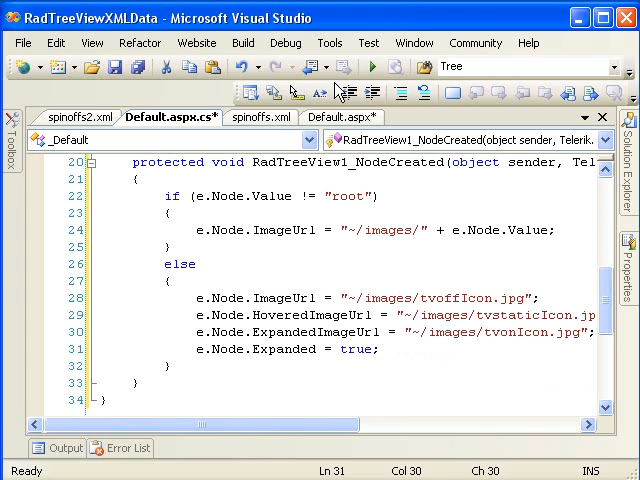 RadTreeViewXMLData - Microsoft Visual Studio
File Edit View Refactor Website Build Debug Tools Test Window Community Help
Tree
spinoffs2.xml Default.aspx.cs* spinoffs.xml Default.aspx*
_Default RadTreeView1_NodeCreated(object sender, Telerik.
20 protected void RadTreeView1_NodeCreated(object sender, Tel
21 {
22 if (e.Node.Value != "root")
23 {
24 e.Node.ImageUrl = "~/images/" + e.Node.Value;
25 }
26 else
27 {
28 e.Node.ImageUrl = "~/images/tvoffIcon.jpg";
29 e.Node.HoveredImageUrl = "~/images/tvstaticIcon.jp
30 e.Node.ExpandedImageUrl = "~/images/tvonIcon.jpg";
31 e.Node.Expanded = true;
32 }
33 }
34 }
Toolbox
Solution Explorer
Properties
Output Error List
Ready Ln 31 Col 30 Ch 30 INS